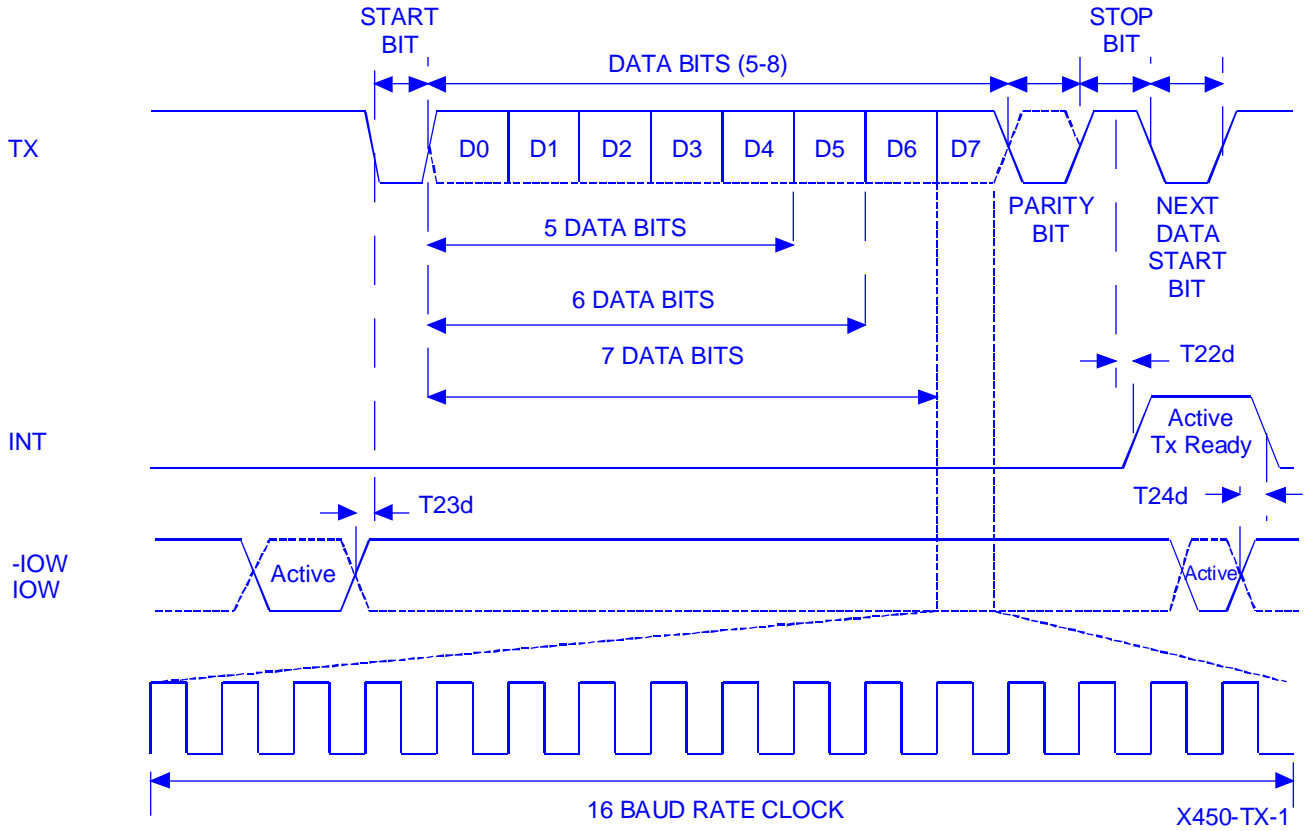 START
BIT
STOP
BIT
DATA BITS (5-8)
TX
D0 D1 D2 D3 D4 D5 D6 D7
PARITY
BIT
NEXT
DATA
START
BIT
5 DATA BITS
6 DATA BITS
7 DATA BITS
T22d
INT
Active
Tx Ready
T23d
T24d
-IOW
IOW
Active
Active
16 BAUD RATE CLOCK
X450-TX-1